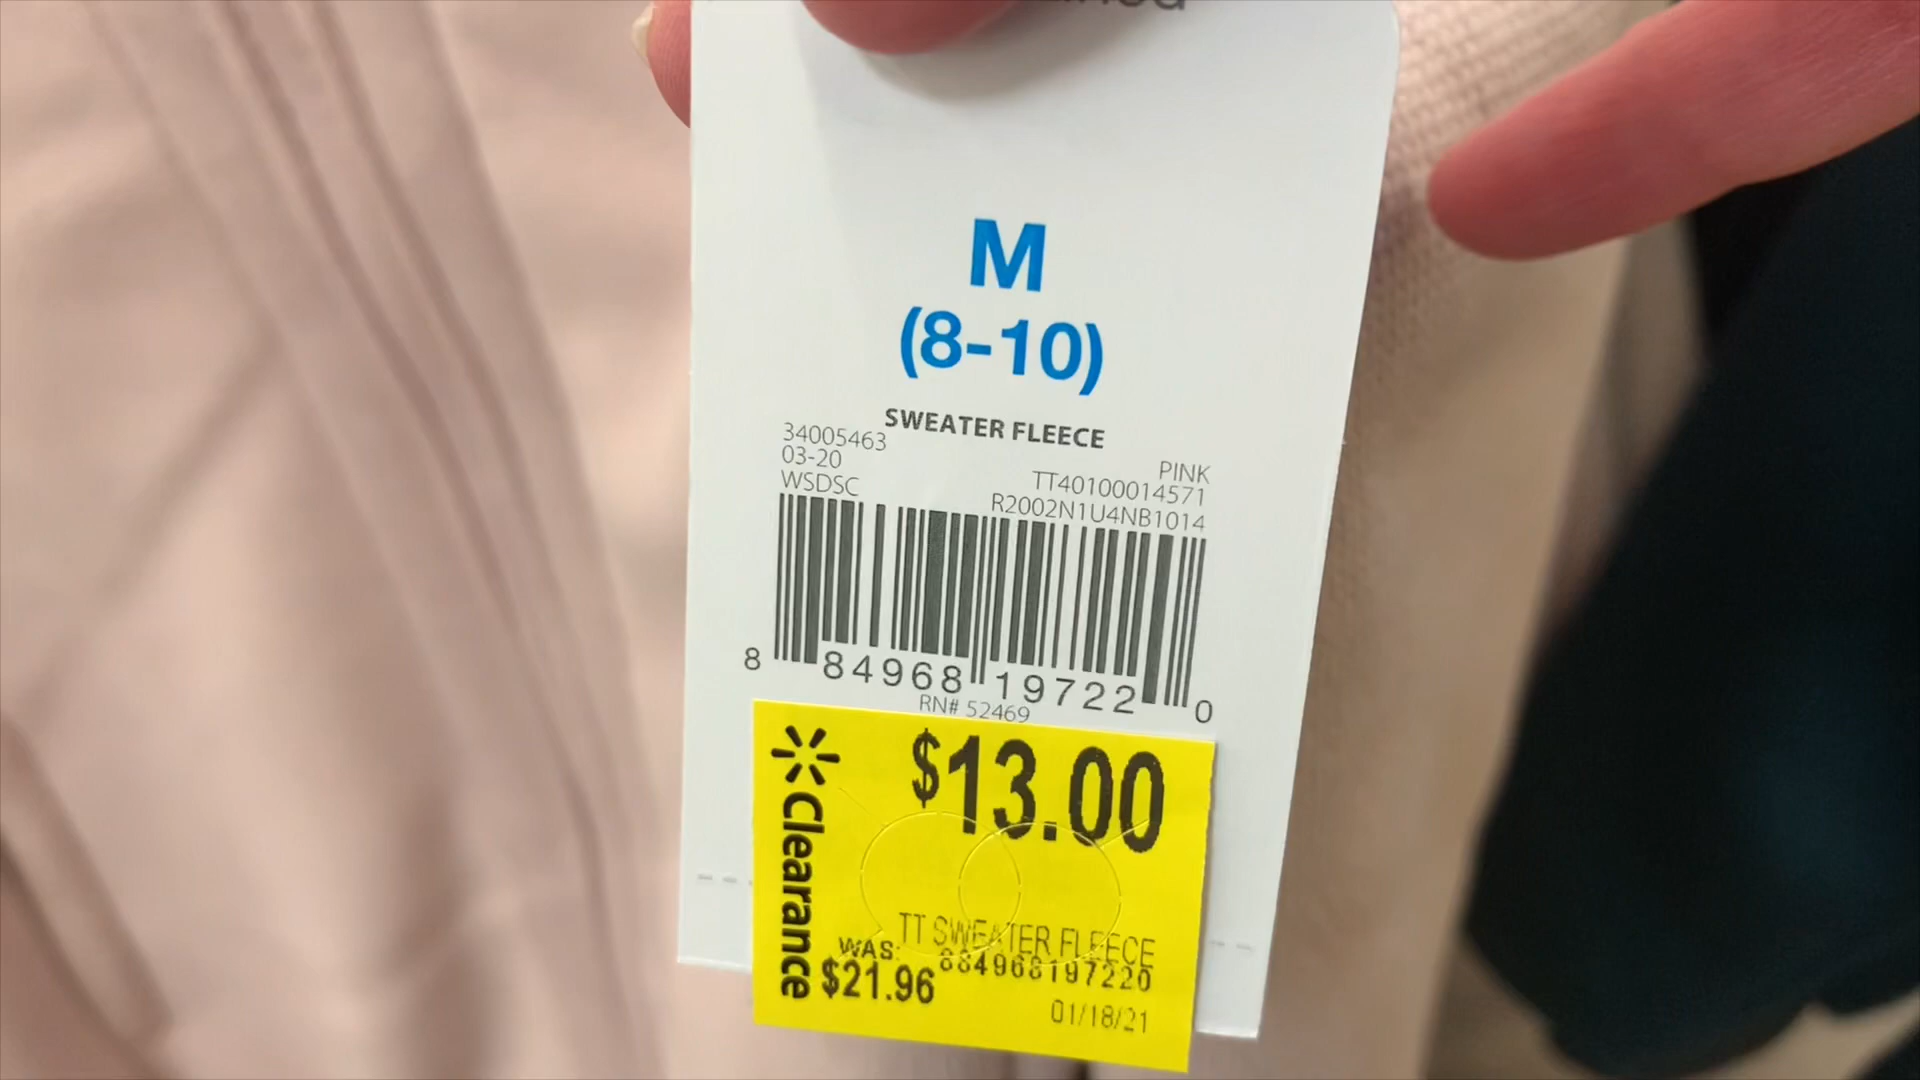 M
(8-10)
SWEATER FLEECE
34005463
03-20
WSDSC
PINK
TT40100014571
R2002N1U4NB1014
8 84968 19722 0
RN# 52469
$13.00
Clearance
TT SWEATER FLEECE
WAS:
884968197220
$21.96
01/18/21